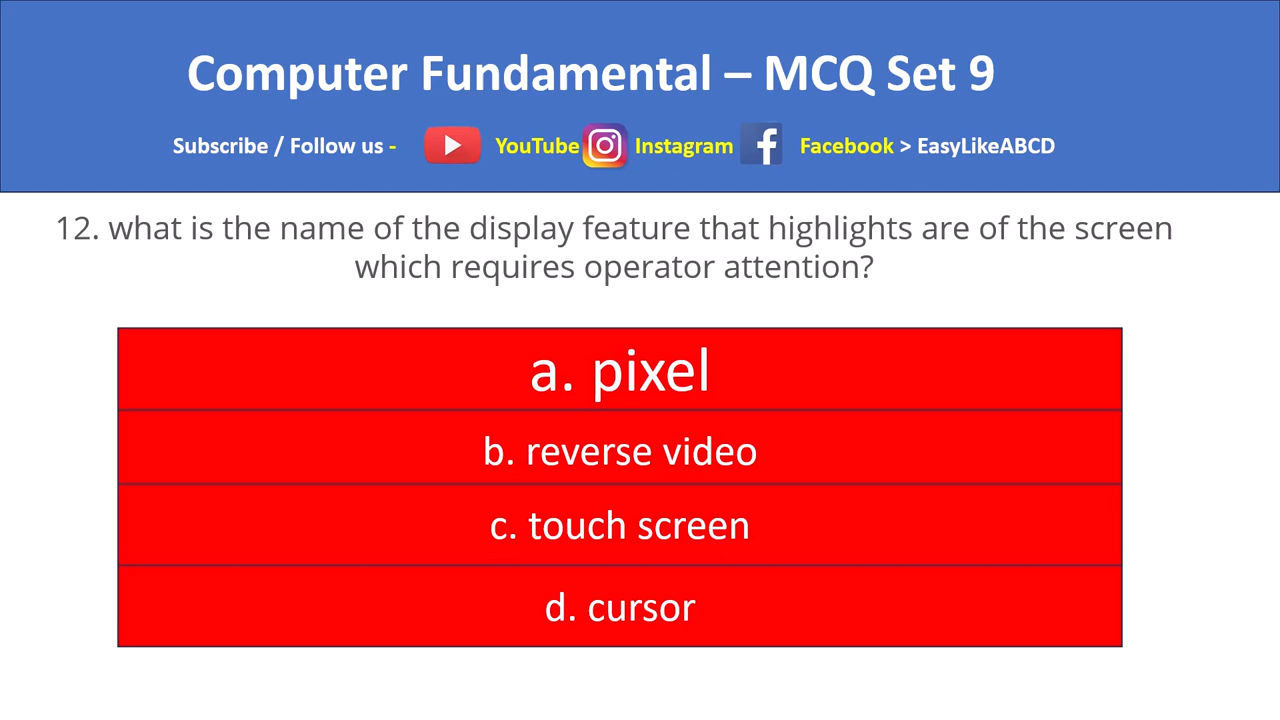 Computer Fundamental – MCQ Set 9
Subscribe / Follow us - YouTube Instagram Facebook > EasyLikeABCD
12. what is the name of the display feature that highlights are of the screen
which requires operator attention?
a. pixel
b. reverse video
c. touch screen
d. cursor